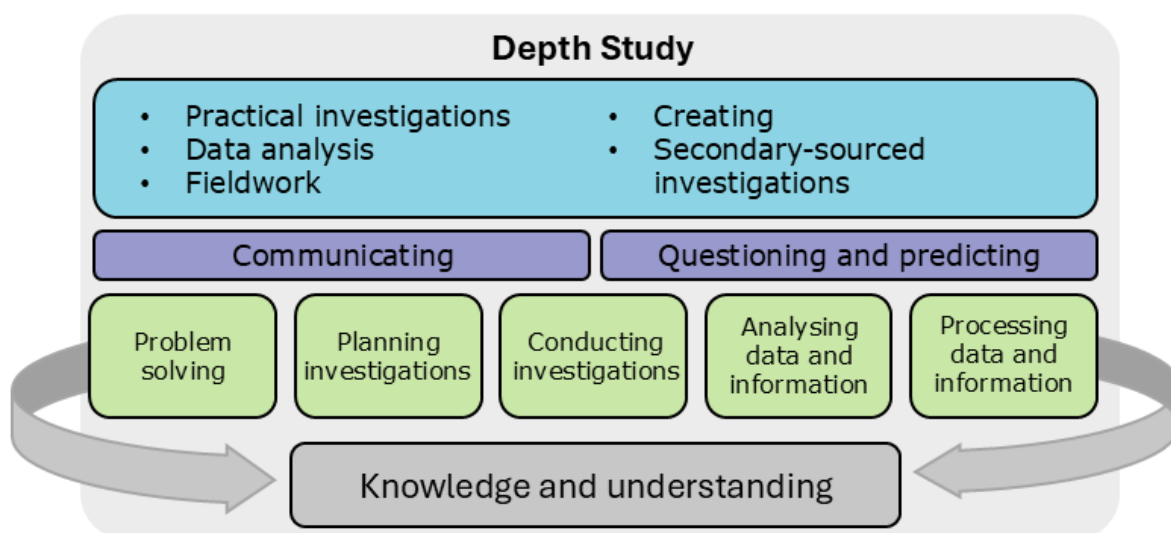 Depth Study
• Practical investigations
• Data analysis
• Fieldwork
• Creating
• Secondary-sourced
investigations
Communicating
Questioning and predicting
Problem
solving
Planning
investigations
Conducting
investigations
Analysing
data and
information
Processing
data and
information
Knowledge and understanding